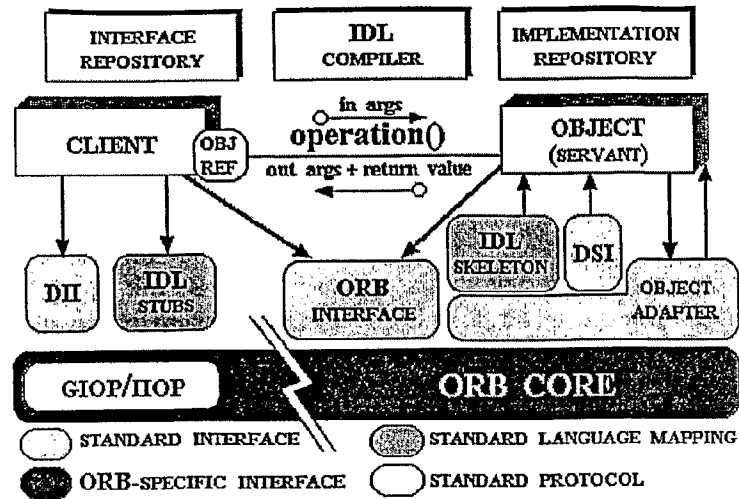 INTERFACE
REPOSITORY
IDL
COMPILER
IMPLEMENTATION
REPOSITORY
CLIENT
OBJ
REF
in args
operation()
out args + return value
OBJECT
(SERVANT)
DII
IDL
STUBS
ORB
INTERFACE
IDL
SKELETON
DSI
OBJECT
ADAPTER
GIOP/IIOP
ORB CORE
STANDARD INTERFACE
STANDARD LANGUAGE MAPPING
ORB-SPECIFIC INTERFACE
STANDARD PROTOCOL